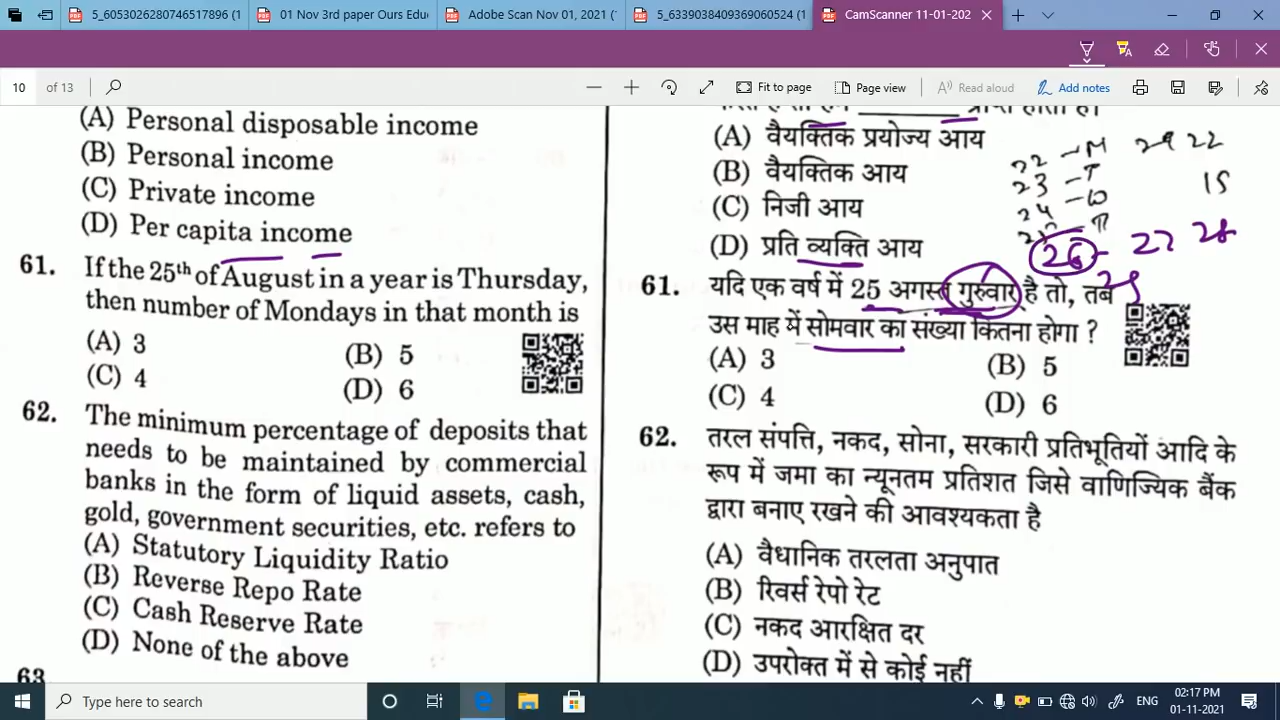 5_6053026280746517896 (1
01 Nov 3rd paper Ours Edu
Adobe Scan Nov 01, 2021 (1
5_6339038409369060524 (1
CamScanner 11-01-202
10 of 13
Fit to page
Page view
Read aloud
Add notes
(A) Personal disposable income
(B) Personal income
(C) Private income
(D) Per capita income
61. If the 25th of August in a year is Thursday,
then number of Mondays in that month is
(A) 3
(B) 5
(C) 4
(D) 6
62. The minimum percentage of deposits that
needs to be maintained by commercial
banks in the form of liquid assets, cash,
gold, government securities, etc. refers to
(A) Statutory Liquidity Ratio
(B) Reverse Repo Rate
(C) Cash Reserve Rate
(D) None of the above
63
प्राप्त होता है।
(A) वैयक्तिक प्रयोज्य आय
(B) वैयक्तिक आय
(C) निजी आय
(D) प्रति व्यक्ति आय
22 - M 29 22
23 - T 15
24 - W
26 - 27 28
61. यदि एक वर्ष में 25 अगस्त गुरुवार है तो, तब
उस माह में सोमवार का संख्या कितना होगा ?
(A) 3
(B) 5
(C) 4
(D) 6
62. तरल संपत्ति, नकद, सोना, सरकारी प्रतिभूतियों आदि के
रूप में जमा का न्यूनतम प्रतिशत जिसे वाणिज्यिक बैंक
द्वारा बनाए रखने की आवश्यकता है
(A) वैधानिक तरलता अनुपात
(B) रिवर्स रेपो रेट
(C) नकद आरक्षित दर
(D) उपरोक्त में से कोई नहीं
Type here to search
ENG
02:17 PM
01-11-2021